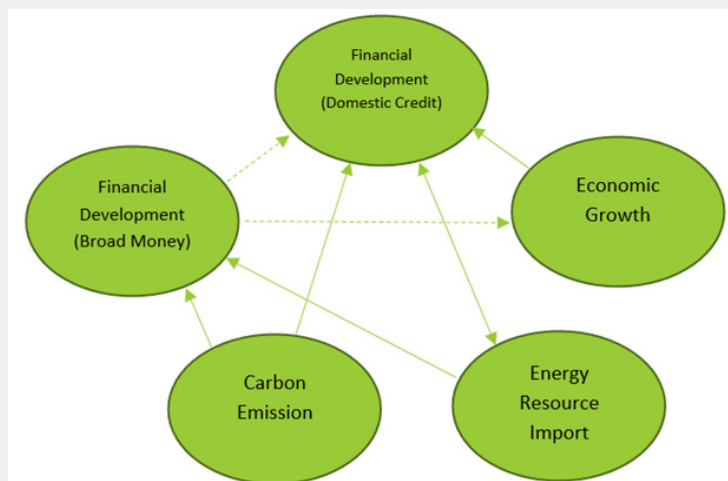 Financial
Development
(Domestic Credit)
Financial
Development
(Broad Money)
Economic
Growth
Carbon
Emission
Energy
Resource
Import